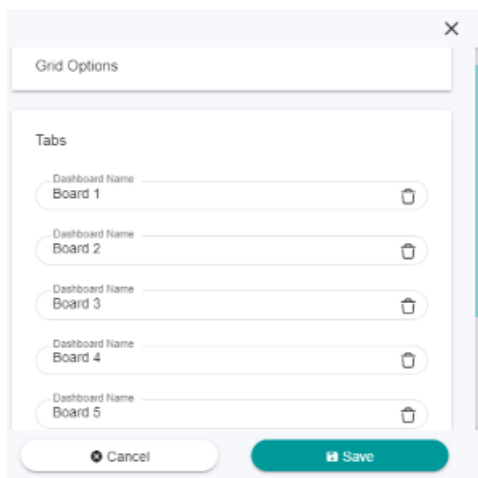 Grid Options
Tabs
Dashboard Name
Board 1
Dashboard Name
Board 2
Dashboard Name
Board 3
Dashboard Name
Board 4
Dashboard Name
Board 5
Cancel Save